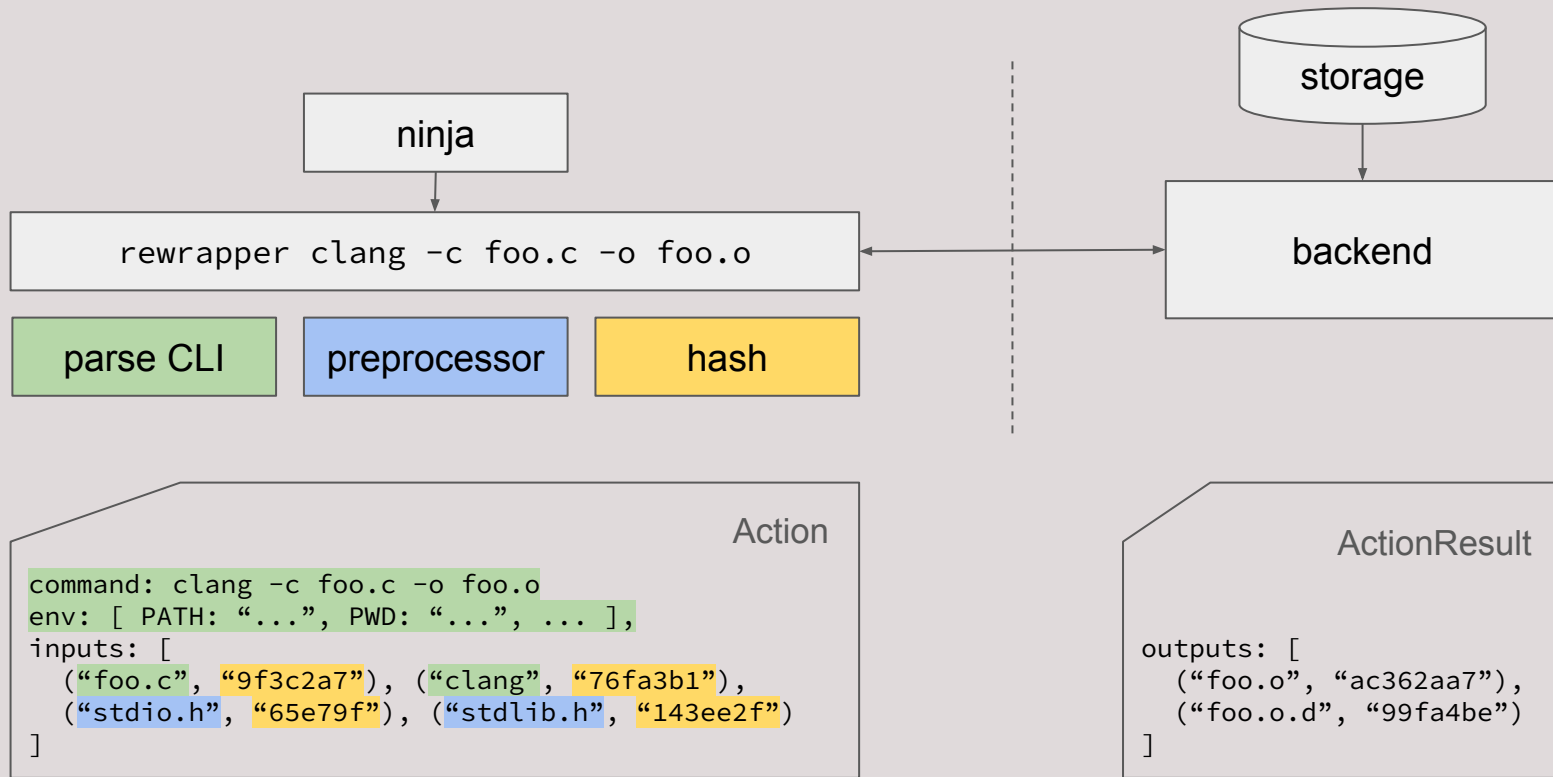 storage
ninja
rewrapper clang -c foo.c -o foo.o
backend
parse CLI
preprocessor
hash
Action
command: clang -c foo.c -o foo.o
env: [ PATH: “...”, PWD: “...”, ... ],
inputs: [
(“foo.c”, “9f3c2a7”), (“clang”, “76fa3b1”),
(“stdio.h”, “65e79f”), (“stdlib.h”, “143ee2f”)
]
ActionResult
outputs: [
(“foo.o”, “ac362aa7”),
(“foo.o.d”, “99fa4be”)
]